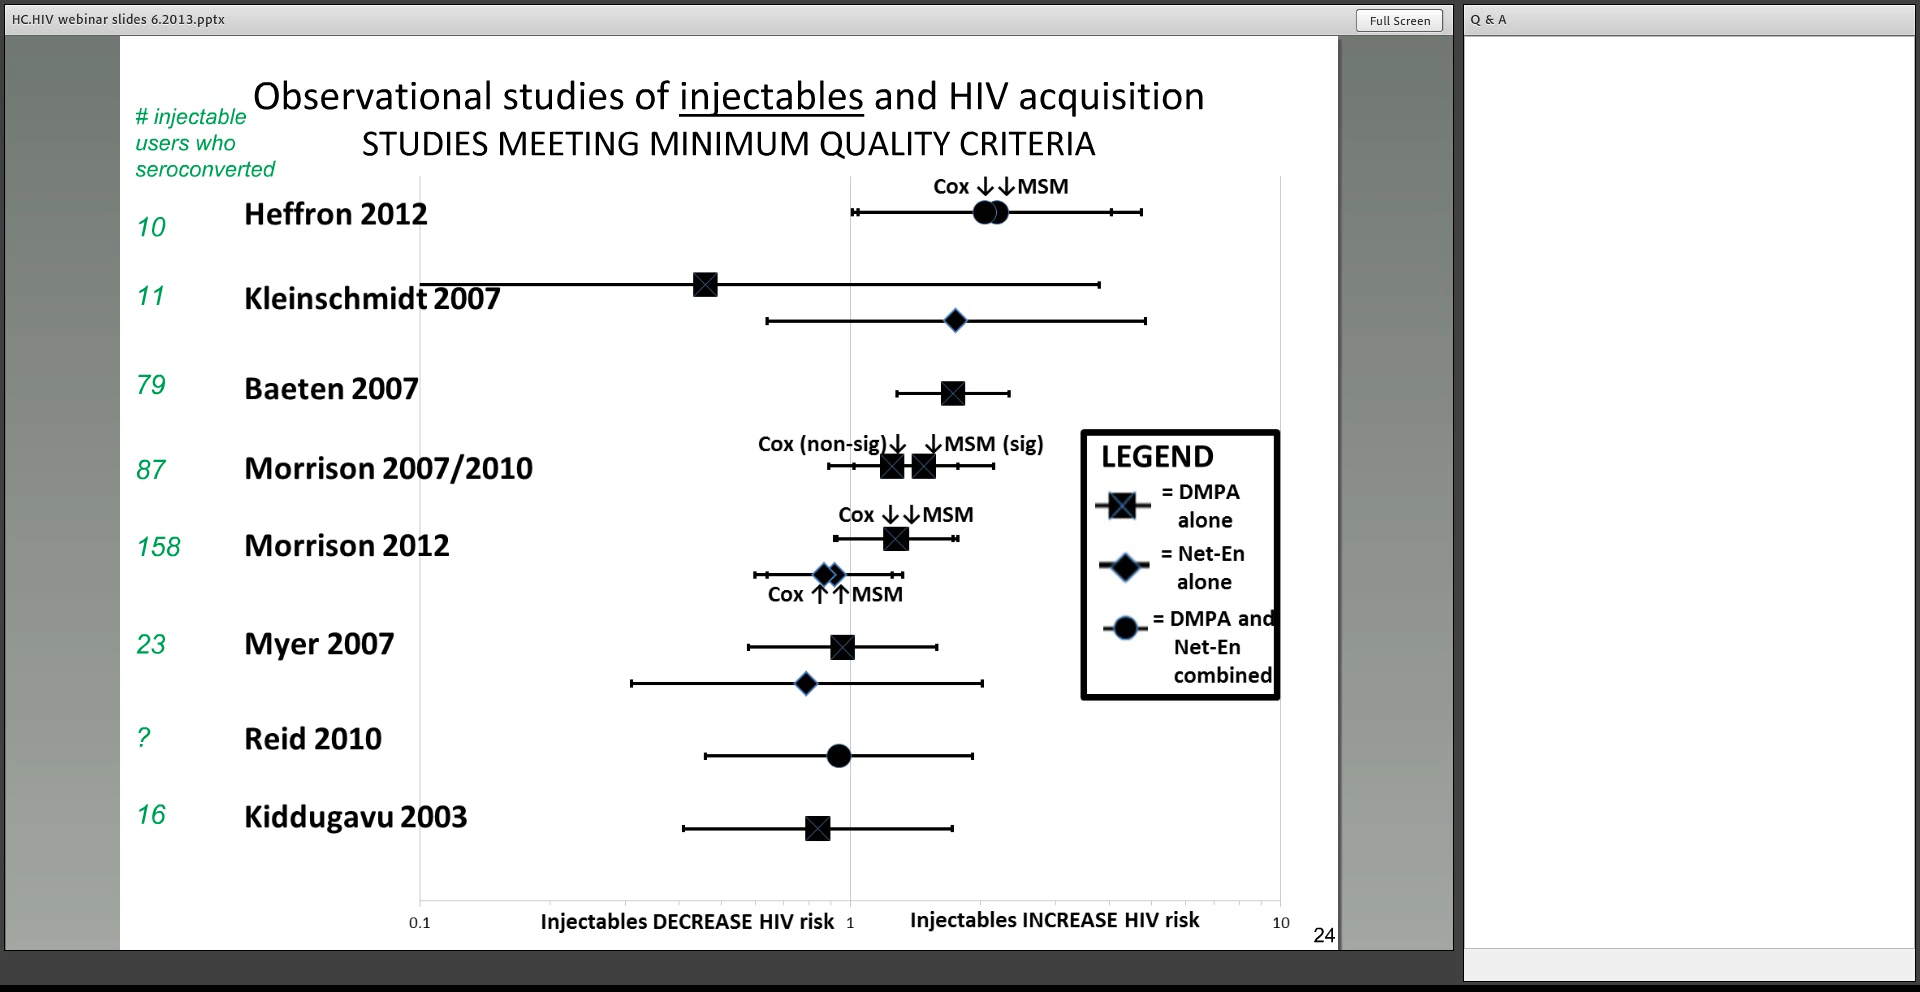 HC.HIV webinar slides 6.2013.pptx
Full Screen
Q & A
Observational studies of injectables and HIV acquisition
STUDIES MEETING MINIMUM QUALITY CRITERIA
# injectable
users who
seroconverted
Cox ↓↓MSM
10 Heffron 2012
11 Kleinschmidt 2007
79 Baeten 2007
Cox (non-sig)↓ ↓MSM (sig)
87 Morrison 2007/2010
Cox ↓↓MSM
158 Morrison 2012
Cox ↑↑MSM
23 Myer 2007
? Reid 2010
16 Kiddugavu 2003
LEGEND
= DMPA
alone
= Net-En
alone
= DMPA and
Net-En
combined
0.1 Injectables DECREASE HIV risk 1 Injectables INCREASE HIV risk 10
24